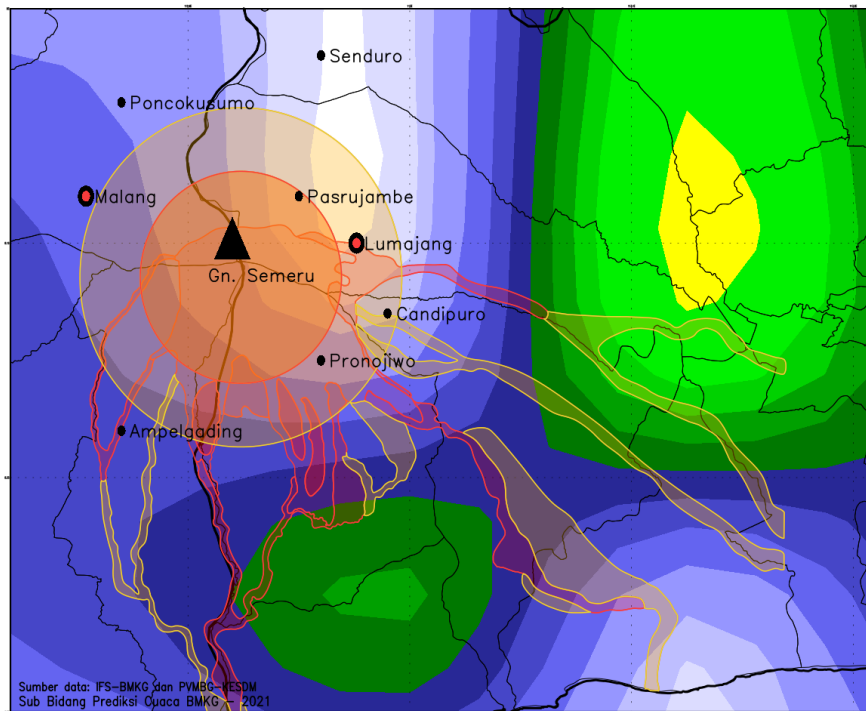 Senduro
Poncokusumo
Malang
Pasrujambe
Lumajang
Gn. Semeru
Candipuro
Pronojiwo
Ampelgading
Sumber data: IFS-BMKG dan PVMBG-KESDM
Sub Bidang Prediksi Cuaca BMKG - 2021